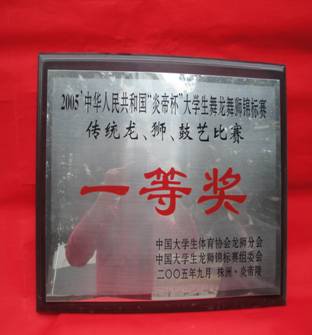 2005'中华人民共和国"炎帝杯"大学生舞龙舞狮锦标赛
传统龙、狮、鼓艺比赛
一等奖
中国大学生体育协会龙狮分会
中国大学生龙狮锦标赛组委会
二〇〇五年九月 株洲·炎帝陵